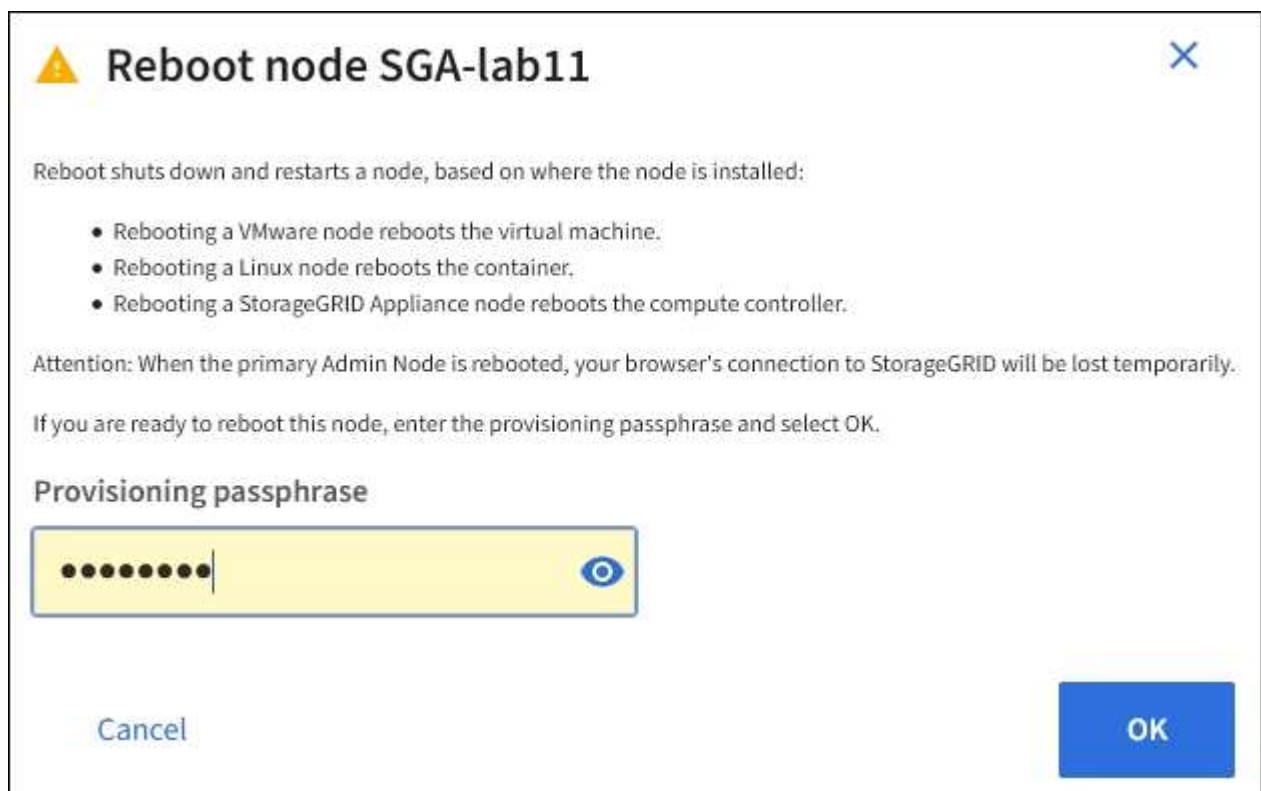 Reboot node SGA-lab11
Reboot shuts down and restarts a node, based on where the node is installed:
• Rebooting a VMware node reboots the virtual machine.
• Rebooting a Linux node reboots the container.
• Rebooting a StorageGRID Appliance node reboots the compute controller.
Attention: When the primary Admin Node is rebooted, your browser's connection to StorageGRID will be lost temporarily.
If you are ready to reboot this node, enter the provisioning passphrase and select OK.
Provisioning passphrase
••••••••
Cancel
OK